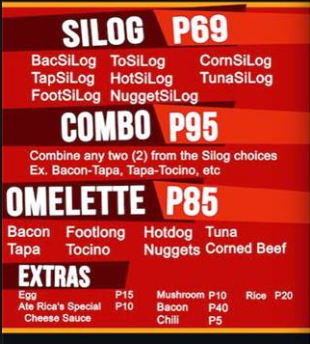 SILOG P69
BacSiLog ToSiLog CornSiLog
TapSiLog HotSiLog TunaSiLog
FootSiLog NuggetSiLog
COMBO P95
Combine any two (2) from the Silog choices
Ex. Bacon-Tapa, Tapa-Tocino, etc
OMELETTE P85
Bacon Footlong Hotdog Tuna
Tapa Tocino Nuggets Corned Beef
EXTRAS
Egg P15 Mushroom P10 Rice P20
Ate Rica's Special P10 Bacon P40
Cheese Sauce Chili P5